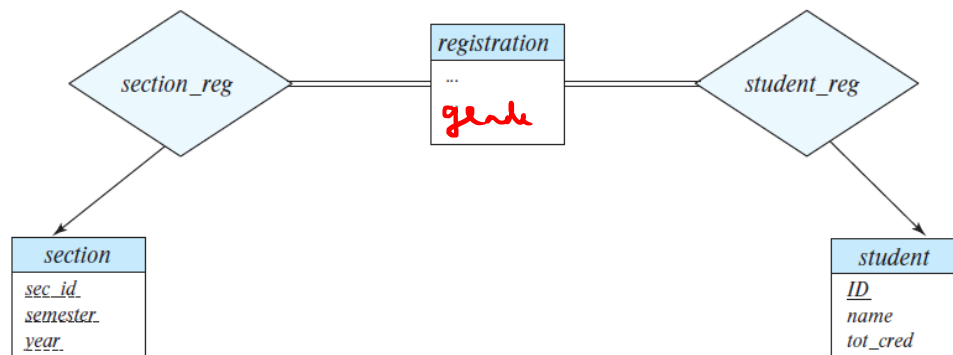 registration
...
section_reg
student_reg
section
sec_id
semester
year
student
ID
name
tot_cred